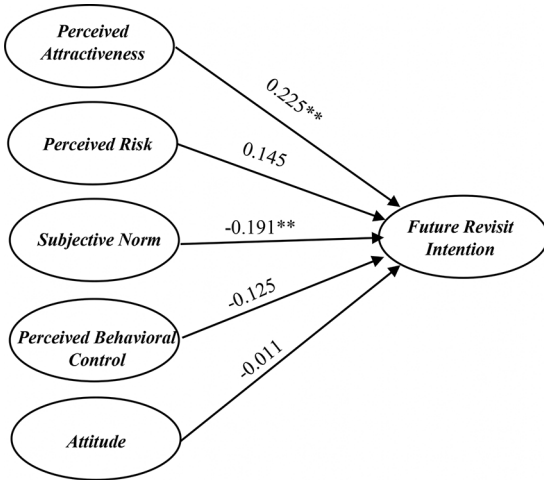 Perceived
Attractiveness
0.225**
Perceived Risk
0.145
Subjective Norm
-0.191**
Future Revisit
Intention
Perceived Behavioral
Control
-0.125
Attitude
-0.011